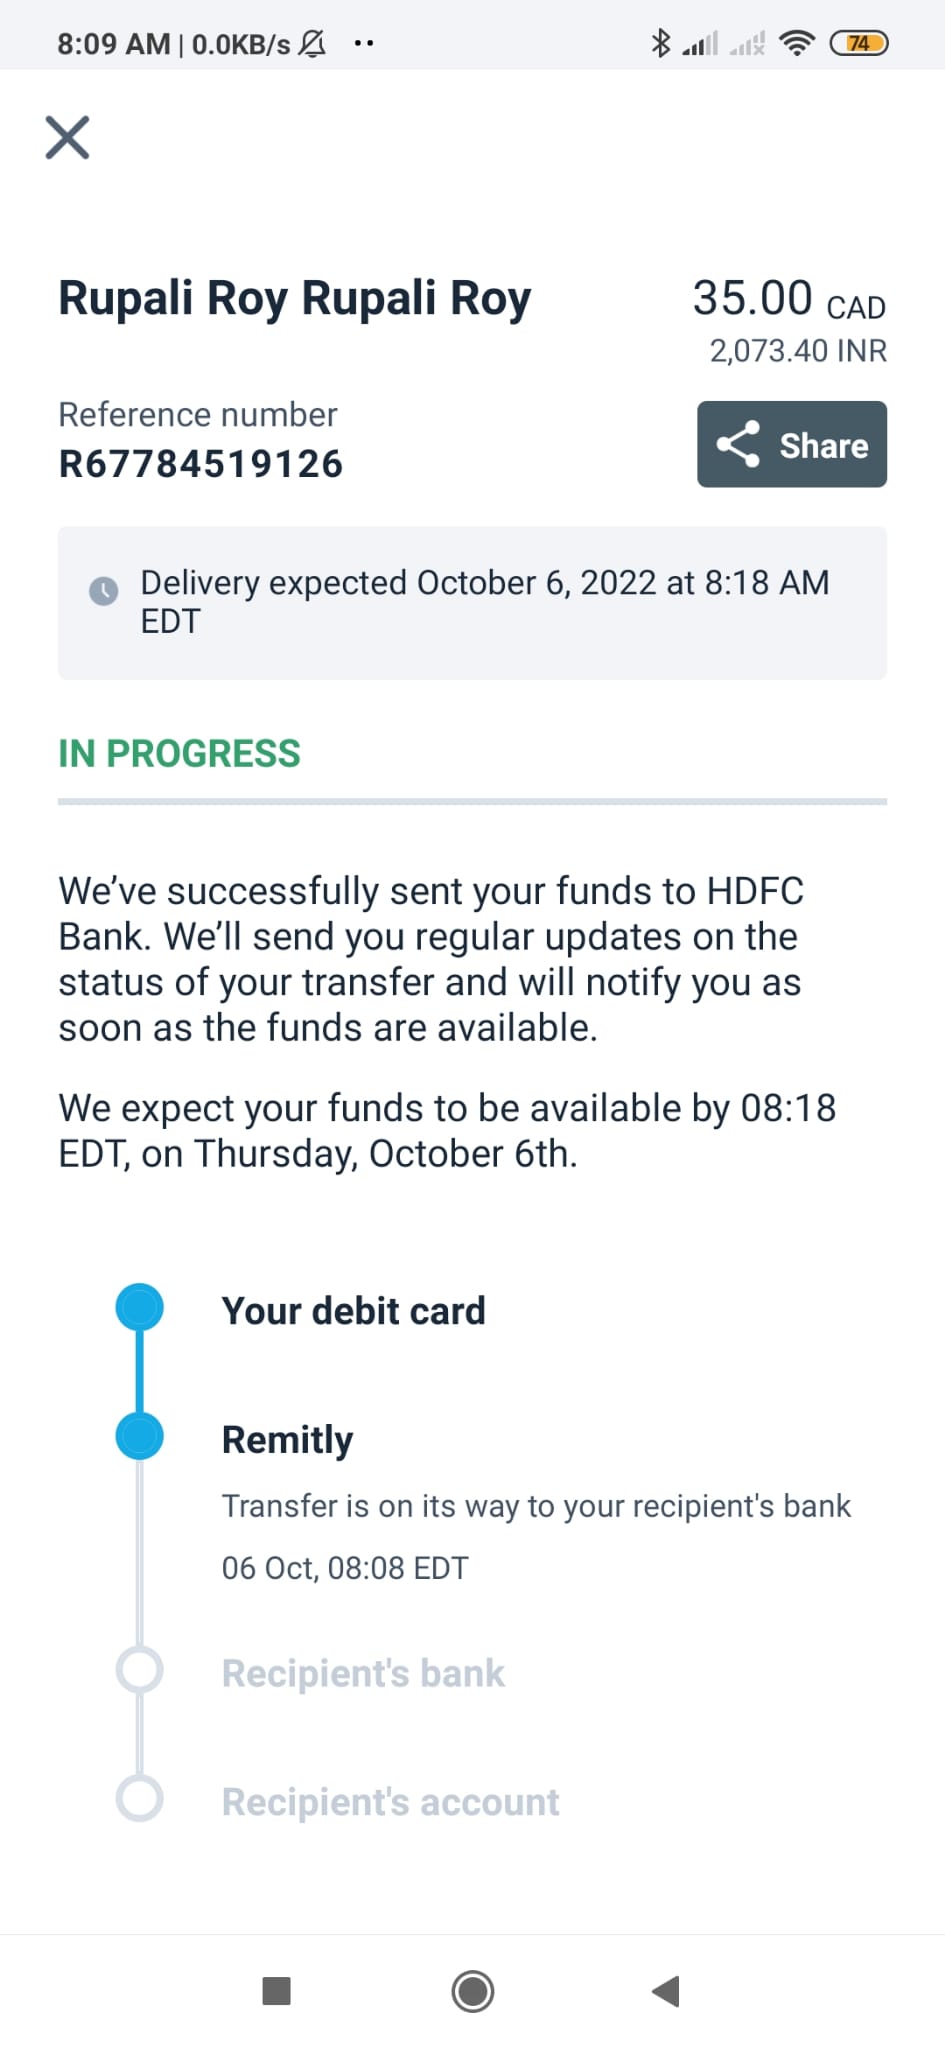 8:09 AM | 0.0KB/s ..
74
Rupali Roy Rupali Roy
35.00 CAD
2,073.40 INR
Reference number
R67784519126
Share
Delivery expected October 6, 2022 at 8:18 AM
EDT
IN PROGRESS
We’ve successfully sent your funds to HDFC
Bank. We’ll send you regular updates on the
status of your transfer and will notify you as
soon as the funds are available.
We expect your funds to be available by 08:18
EDT, on Thursday, October 6th.
Your debit card
Remitly
Transfer is on its way to your recipient's bank
06 Oct, 08:08 EDT
Recipient's bank
Recipient's account